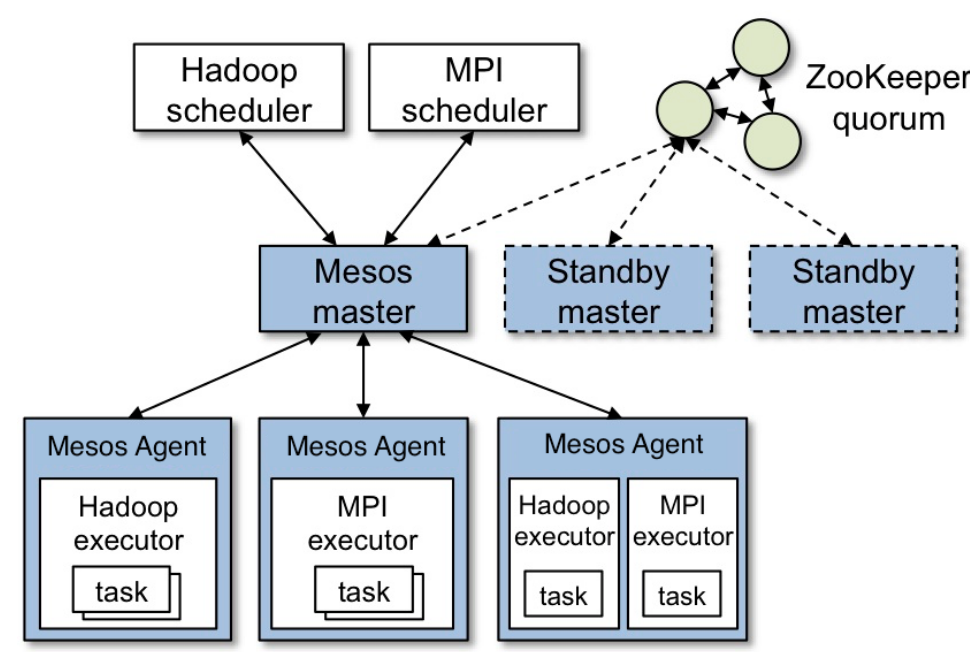 Hadoop
scheduler
MPI
scheduler
ZooKeeper
quorum
Mesos
master
Standby
master
Standby
master
Mesos Agent
Hadoop
executor
task
Mesos Agent
MPI
executor
task
Mesos Agent
Hadoop
executor
task
MPI
executor
task